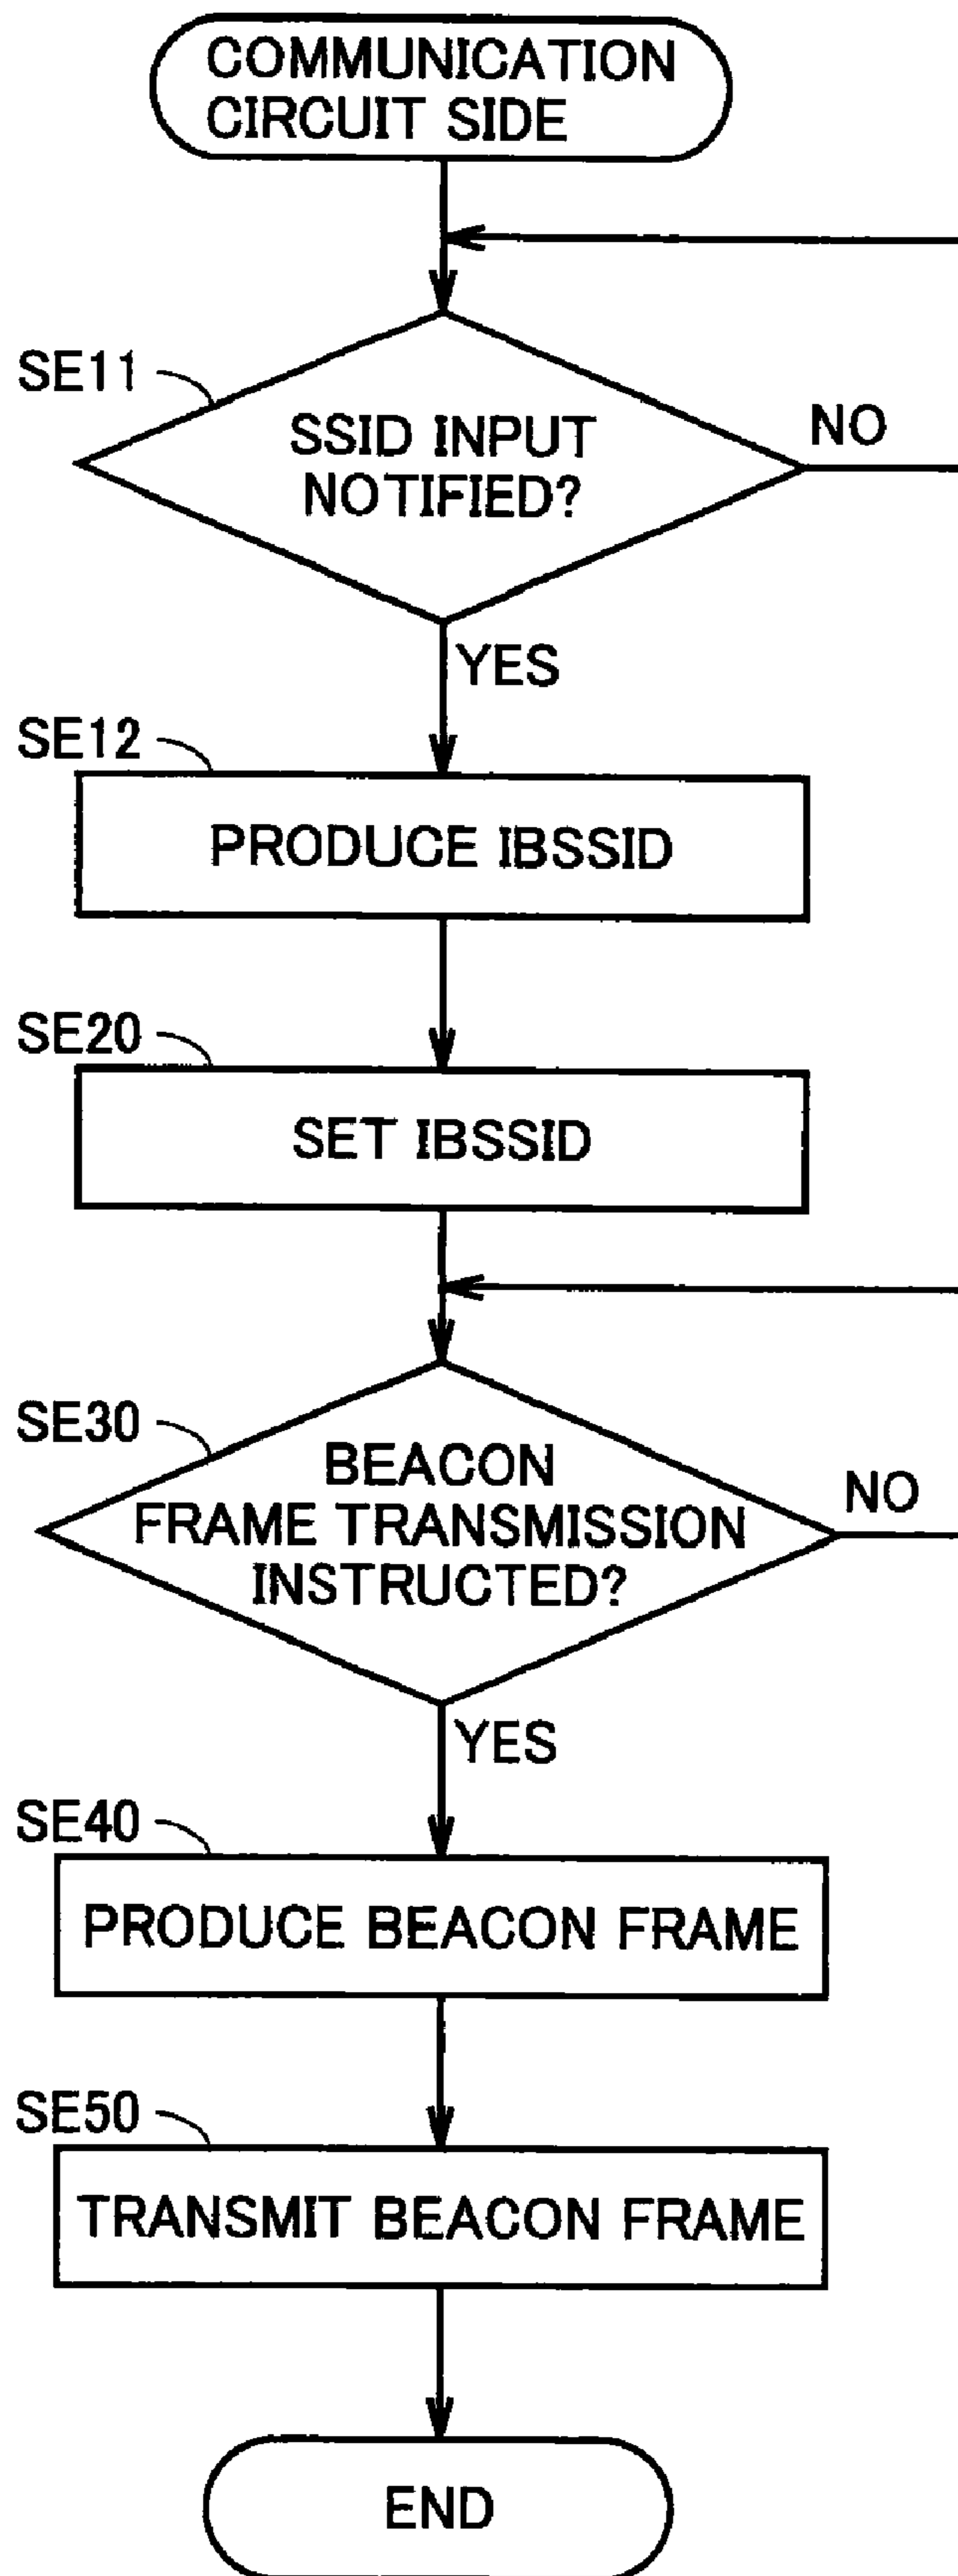 COMMUNICATION
CIRCUIT SIDE
SE11
SSID INPUT
NOTIFIED?
NO
YES
SE12
PRODUCE IBSSID
SE20
SET IBSSID
SE30
BEACON
FRAME TRANSMISSION
INSTRUCTED?
NO
YES
SE40
PRODUCE BEACON FRAME
SE50
TRANSMIT BEACON FRAME
END